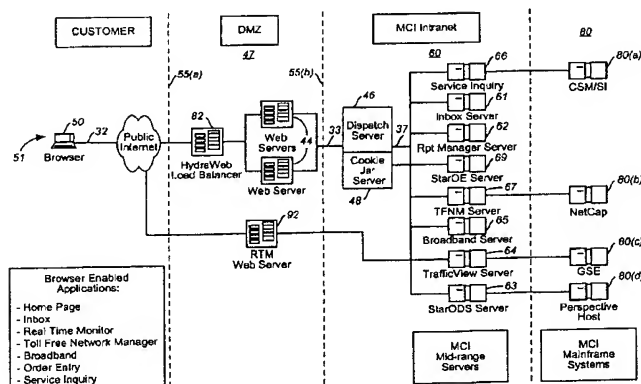 CUSTOMER
DMZ
47
MCI Intranet
60
80
55(a)
55(b)
50
32
51
Browser
Public
Internet
82
HydraWeb
Load Balancer
Web
Servers
44
Web Server
33
46
Dispatch
Server
37
Cookie
Jar
Server
48
92
RTM
Web Server
66
Service Inquiry
61
Inbox Server
62
Rpt Manager Server
69
StarOE Server
67
TFNM Server
65
Broadband Server
64
TrafficView Server
63
StarODS Server
80(a)
CSM/SI
80(b)
NetCap
80(c)
GSE
80(d)
Perspective
Host
Browser Enabled
Applications:
- Home Page
- Inbox
- Real Time Monitor
- Toll Free Network Manager
- Broadband
- Order Entry
- Service Inquiry
MCI
Mid-range
Servers
MCI
Mainframe
Systems